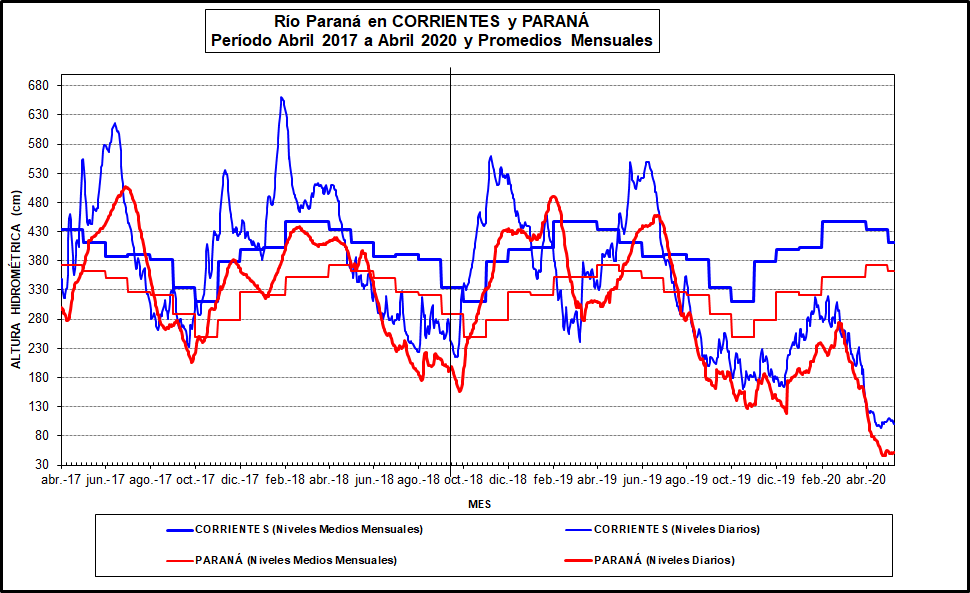 Río Paraná en CORRIENTES y PARANÁ
Período Abril 2017 a Abril 2020 y Promedios Mensuales
ALTURA HIDROMÉTRICA (cm)
680
630
580
530
480
430
380
330
280
230
180
130
80
30
abr.-17 jun.-17 ago.-17 oct.-17 dic.-17 feb.-18 abr.-18 jun.-18 ago.-18 oct.-18 dic.-18 feb.-19 abr.-19 jun.-19 ago.-19 oct.-19 dic.-19 feb.-20 abr.-20
MES
CORRIENTES (Niveles Medios Mensuales) CORRIENTES (Niveles Diarios)
PARANÁ (Niveles Medios Mensuales) PARANÁ (Niveles Diarios)